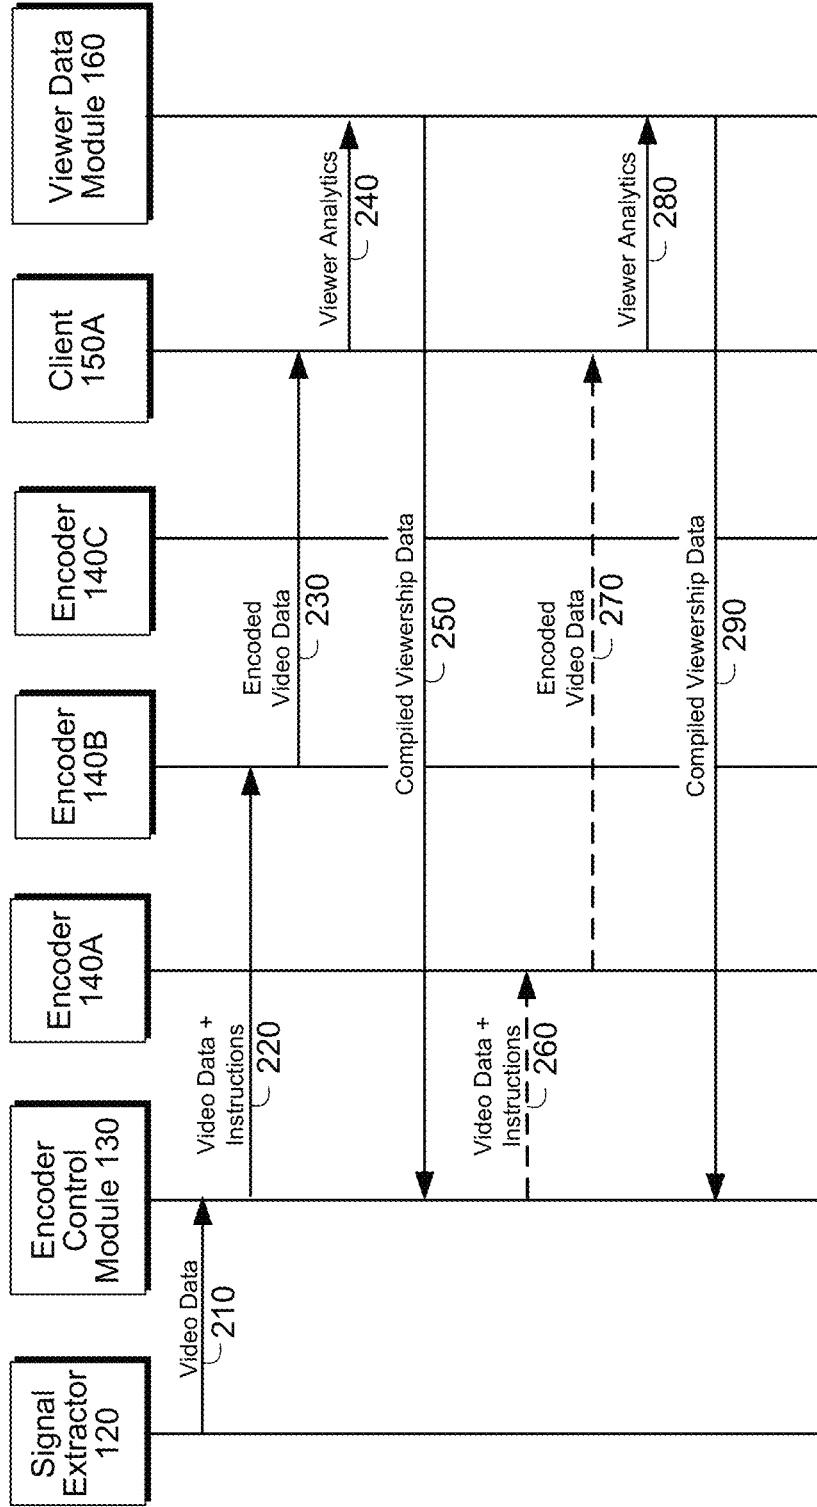 Signal
Extractor
120
Encoder
Control
Module 130
Encoder
140A
Encoder
140B
Encoder
140C
Client
150A
Viewer Data
Module 160
Video Data
210
Video Data +
Instructions
220
Encoded
Video Data
230
Viewer Analytics
240
Compiled Viewership Data
250
Video Data +
Instructions
260
Encoded
Video Data
270
Viewer Analytics
280
Compiled Viewership Data
290